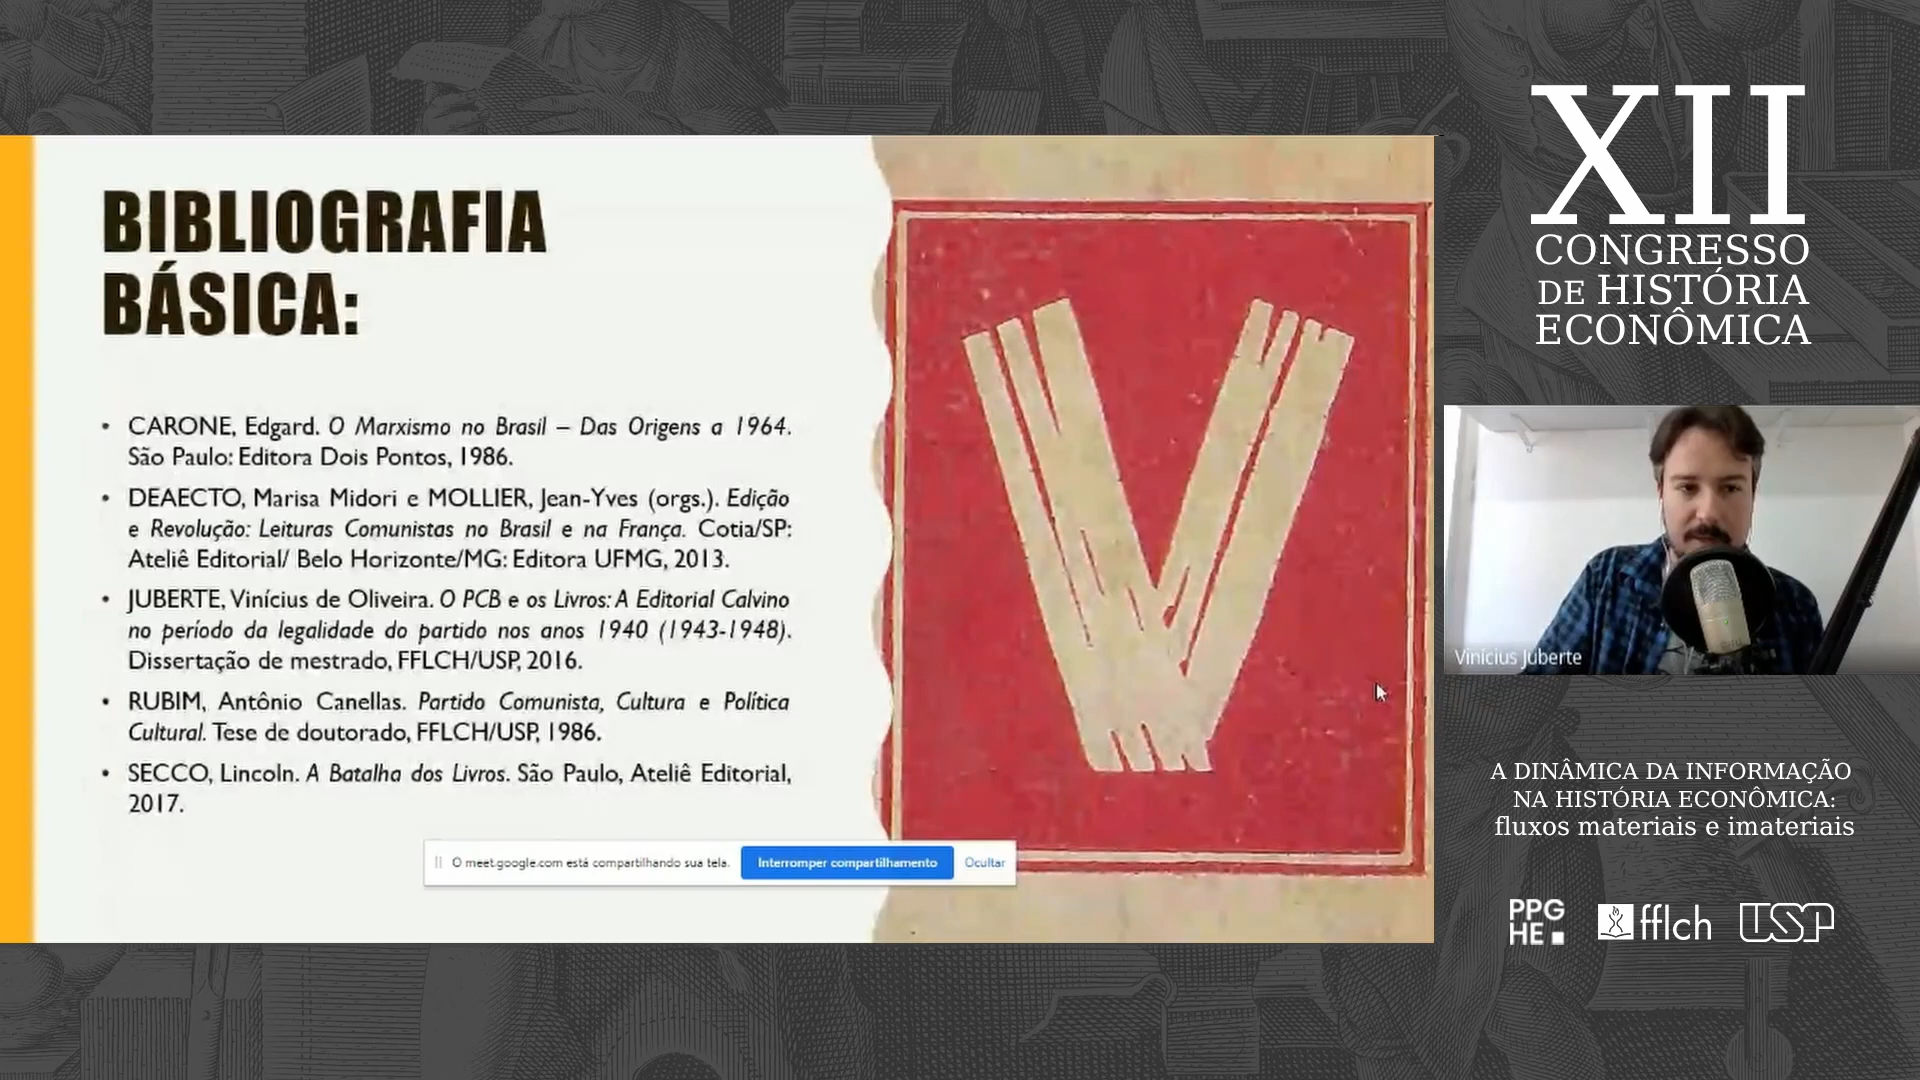 BIBLIOGRAFIA
BÁSICA:
• CARONE, Edgard. O Marxismo no Brasil – Das Origens a 1964.
São Paulo: Editora Dois Pontos, 1986.
• DEAECTO, Marisa Midori e MOLLIER, Jean-Yves (orgs.). Edição
e Revolução: Leituras Comunistas no Brasil e na França. Cotia/SP:
Ateliê Editorial/ Belo Horizonte/MG: Editora UFMG, 2013.
• JUBERTE, Vinícius de Oliveira. O PCB e os Livros: A Editorial Calvino
no período da legalidade do partido nos anos 1940 (1943-1948).
Dissertação de mestrado, FFLCH/USP, 2016.
• RUBIM, Antônio Canellas. Partido Comunista, Cultura e Política
Cultural. Tese de doutorado, FFLCH/USP, 1986.
• SECCO, Lincoln. A Batalha dos Livros. São Paulo, Ateliê Editorial,
2017.
O meet.google.com está compartilhando sua tela.
Interromper compartilhamento
Ocultar
V
XII
CONGRESSO
DE HISTÓRIA
ECONÔMICA
Vinícius Juberte
A DINÂMICA DA INFORMAÇÃO
NA HISTÓRIA ECONÔMICA:
fluxos materiais e imateriais
PPG
HE
fflch
USP